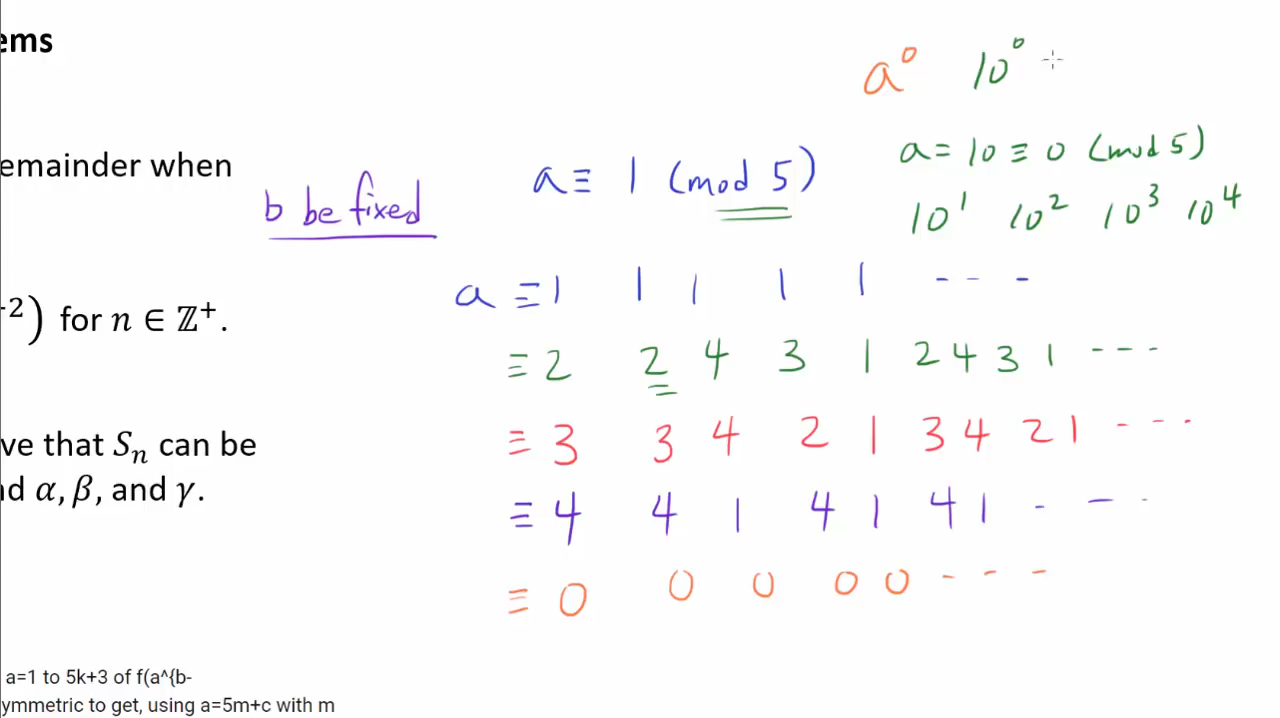 ems
a⁰ 10⁰
a = 10 ≡ 0 (mod 5)
emainder when
a ≡ 1 (mod 5)
b be fixed
10¹ 10² 10³ 10⁴
a ≡ 1 1 1 1 1 - - -
+2) for n ∈ ℤ⁺.
≡ 2 2 4 3 1 2 4 3 1 - - -
ve that Sₙ can be
≡ 3 3 4 2 1 3 4 2 1 - - -
d α, β, and γ.
≡ 4 4 1 4 1 4 1 - - -
≡ 0 0 0 0 0 - - -
a=1 to 5k+3 of f(a^{b-
ymmetric to get, using a=5m+c with m